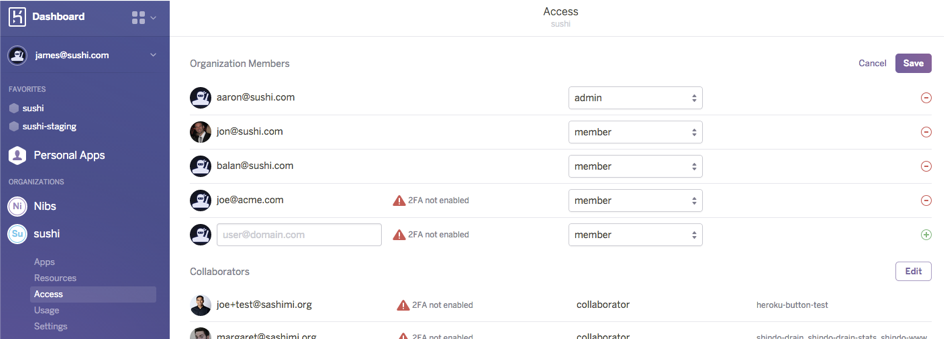 Dashboard
james@sushi.com
FAVORITES
sushi
sushi-staging
Personal Apps
ORGANIZATIONS
Ni Nibs
Su sushi
Apps
Resources
Access
Usage
Settings
Access
sushi
Organization Members Cancel Save
aaron@sushi.com admin
jon@sushi.com member
balan@sushi.com member
joe@acme.com 2FA not enabled member
user@domain.com 2FA not enabled member
Collaborators Edit
joe+test@sashimi.org 2FA not enabled collaborator heroku-button-test
margaret@sashimi.org 2FA not enabled collaborator shindo-drain, shindo-drain-stats, shindo-www